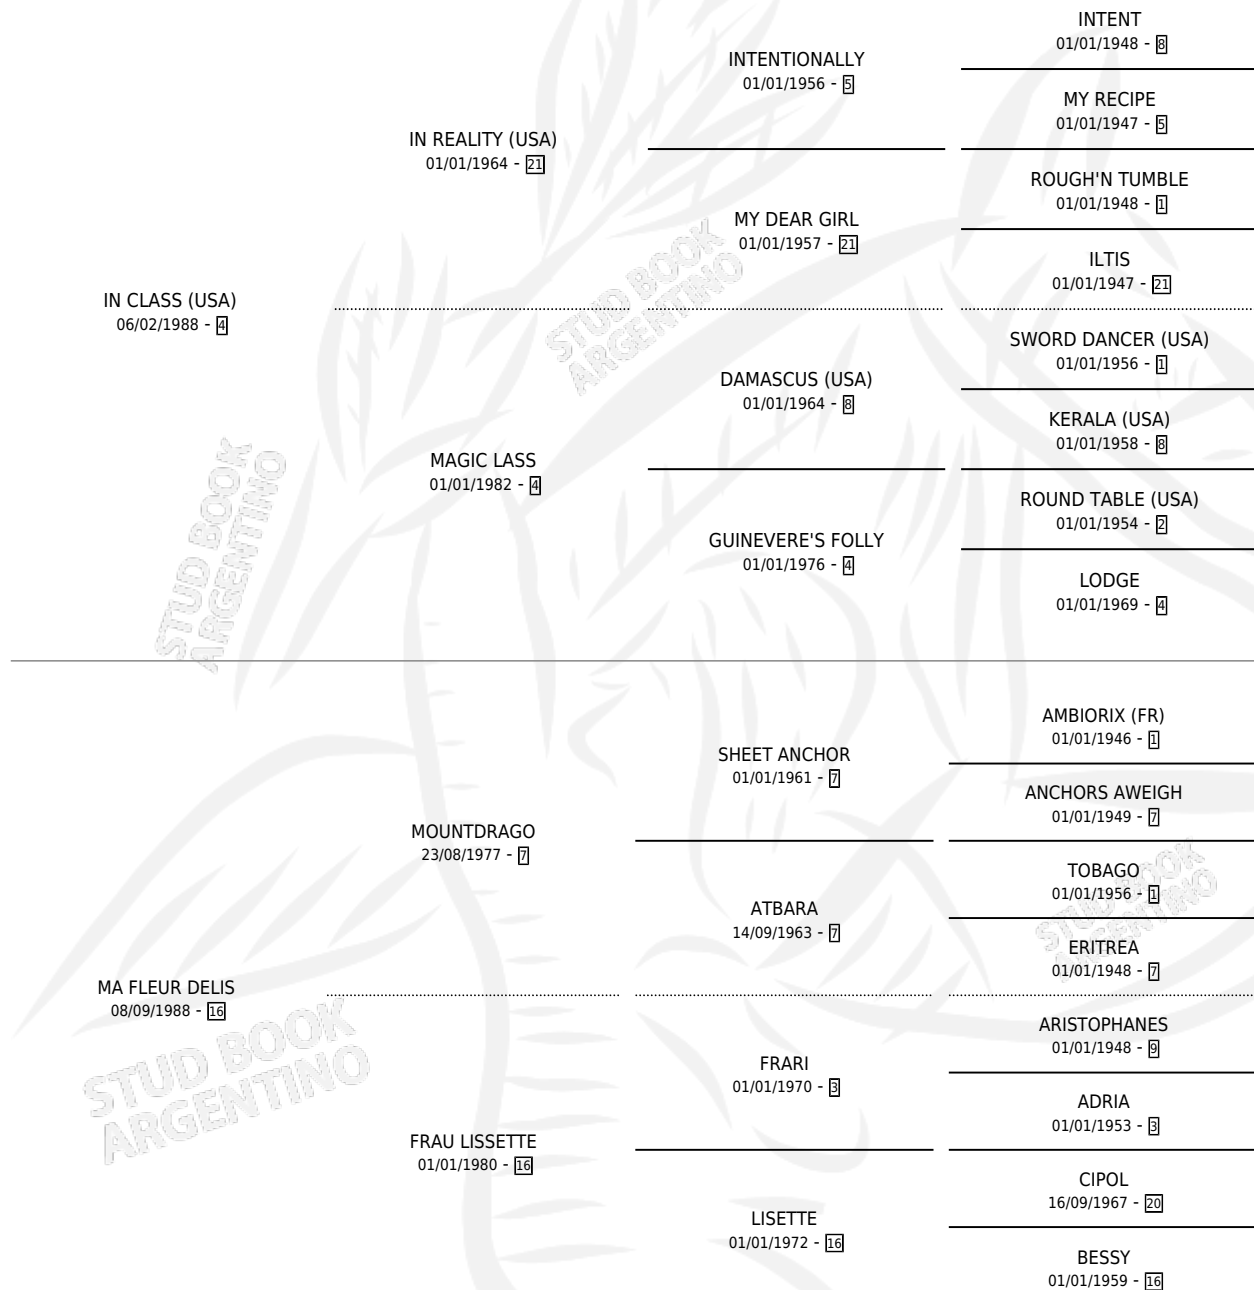 INTENT
01/01/1948 - 8
INTENTIONALLY
01/01/1956 - 5
MY RECIPE
01/01/1947 - 5
IN REALITY (USA)
01/01/1964 - 21
ROUGH'N TUMBLE
01/01/1948 - 1
MY DEAR GIRL
01/01/1957 - 21
ILTIS
01/01/1947 - 21
IN CLASS (USA)
06/02/1988 - 4
STUD BOOK
ARGENTINO
SWORD DANCER (USA)
01/01/1956 - 1
DAMASCUS (USA)
01/01/1964 - 8
KERALA (USA)
01/01/1958 - 8
MAGIC LASS
01/01/1982 - 4
ROUND TABLE (USA)
01/01/1954 - 2
GUINEVERE'S FOLLY
01/01/1976 - 4
LODGE
01/01/1969 - 4
STUD BOOK
ARGENTINO
AMBIORIX (FR)
01/01/1946 - 1
SHEET ANCHOR
01/01/1961 - 7
ANCHORS AWEIGH
01/01/1949 - 7
MOUNTDRAGO
23/08/1977 - 7
TOBAGO
01/01/1956 - 1
ATBARA
14/09/1963 - 7
ERITREA
01/01/1948 - 7
STUD BOOK
ARGENTINO
MA FLEUR DELIS
08/09/1988 - 16
STUD BOOK
ARGENTINO
ARISTOPHANES
01/01/1948 - 9
FRARI
01/01/1970 - 3
ADRIA
01/01/1953 - 3
FRAU LISSETTE
01/01/1980 - 16
CIPOL
16/09/1967 - 20
LISETTE
01/01/1972 - 16
BESSY
01/01/1959 - 16